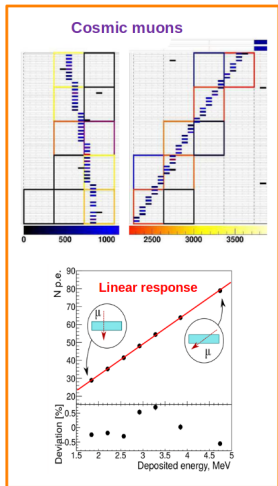 Cosmic muons
0 500 1000 2500 3000 3500
N p.e.
90
80
70
60
50
40
30
20
Linear response
μ
μ
Deviation [%]
0.5
0
0.5
1.5 2 2.5 3 3.5 4 4.5 5
Deposited energy, MeV